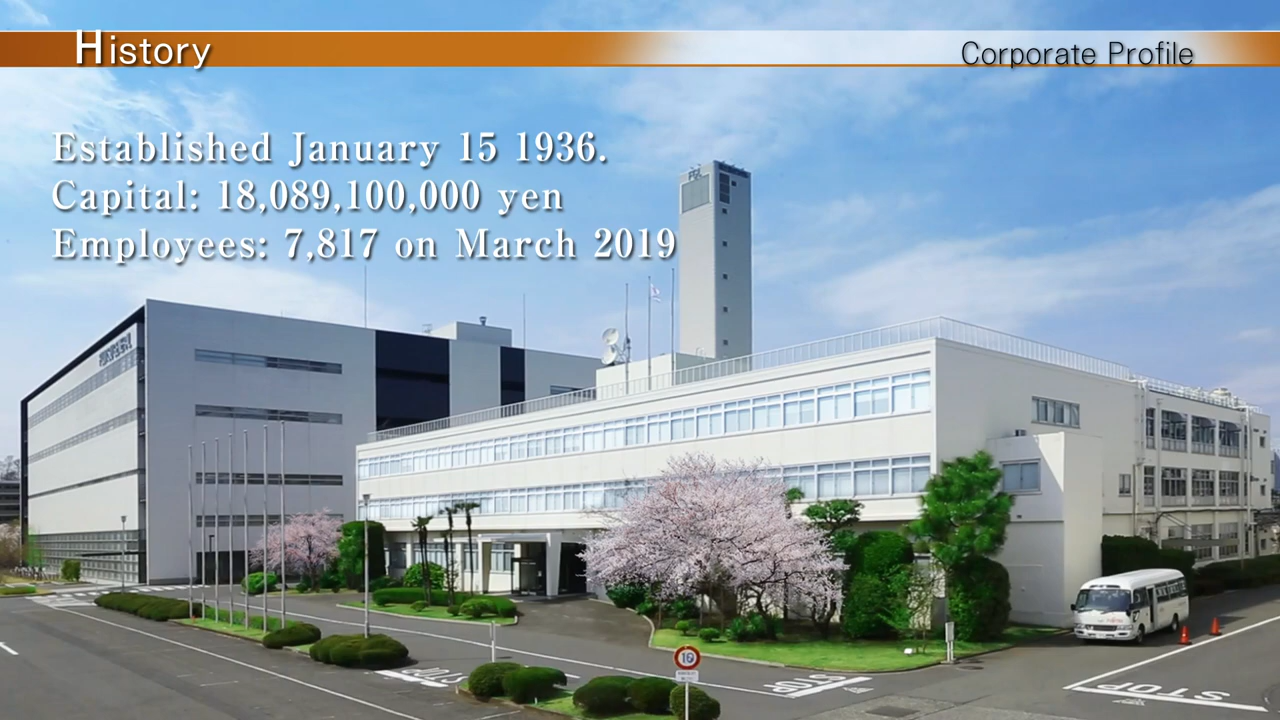 History
Corporate Profile
Established January 15 1936.
Capital: 18,089,100,000 yen
Employees: 7,817 on March 2019
10
STOP
STOP
STOP